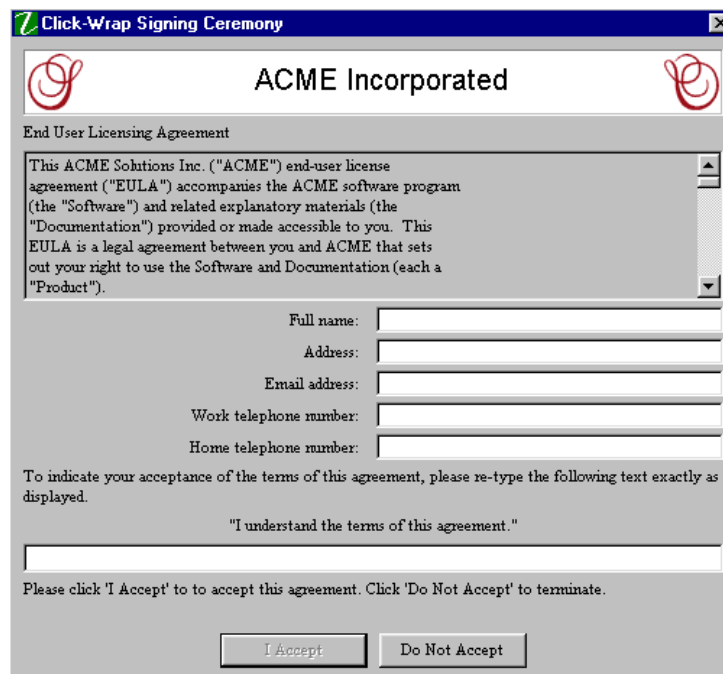 Click-Wrap Signing Ceremony
ACME Incorporated
End User Licensing Agreement
This ACME Solutions Inc. ("ACME") end-user license
agreement ("EULA") accompanies the ACME software program
(the "Software") and related explanatory materials (the
"Documentation") provided or made accessible to you.  This
EULA is a legal agreement between you and ACME that sets
out your right to use the Software and Documentation (each a
"Product").
Full name:
Address:
Email address:
Work telephone number:
Home telephone number:
To indicate your acceptance of the terms of this agreement, please re-type the following text exactly as
displayed.
"I understand the terms of this agreement."
Please click 'I Accept' to to accept this agreement. Click 'Do Not Accept' to terminate.
I Accept
Do Not Accept